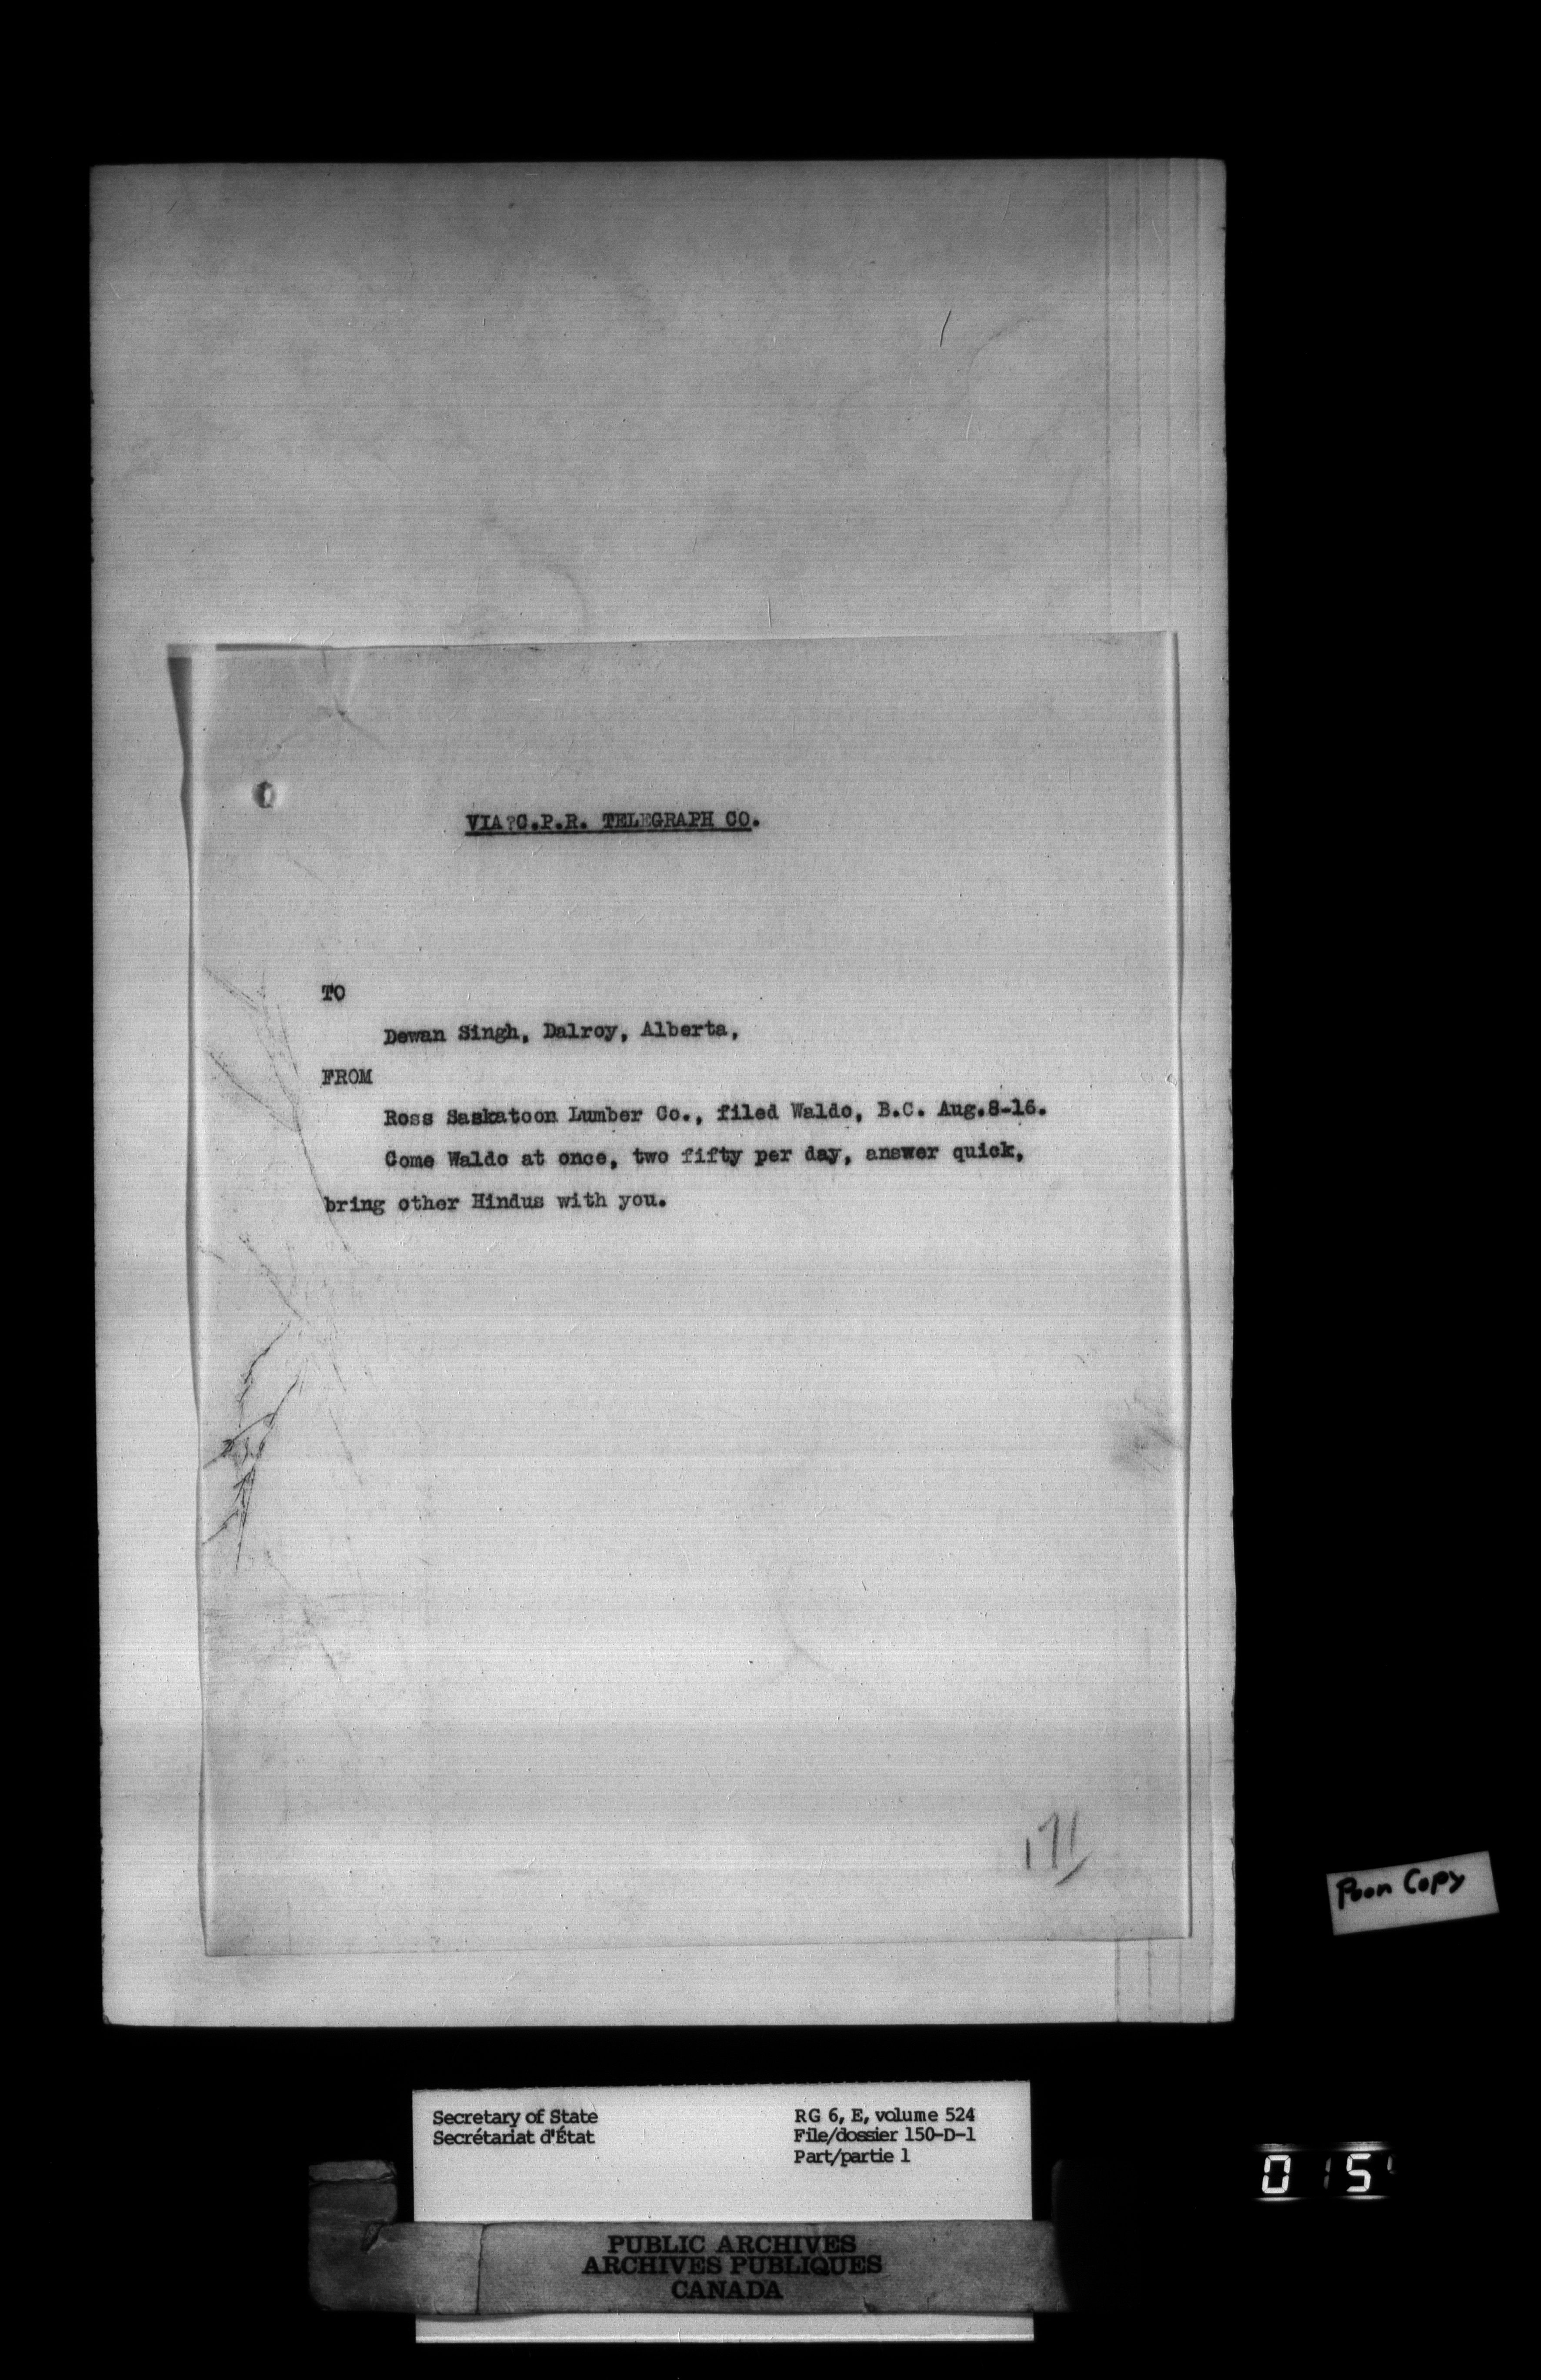 VIA?C.P.R. TELEGRAPH CO.
TO
Dewan Singh, Dalroy, Alberta,
FROM
Ross Saskatoon Lumber Co., filed Waldo, B.C. Aug.8-16.
Come Waldo at once, two fifty per day, answer quick,
bring other Hindus with you.
171
Poor Copy
Secretary of State
Secrétariat d'État
RG 6, E, volume 524
File/dossier 150-D-1
Part/partie 1
PUBLIC ARCHIVES
ARCHIVES PUBLIQUES
CANADA